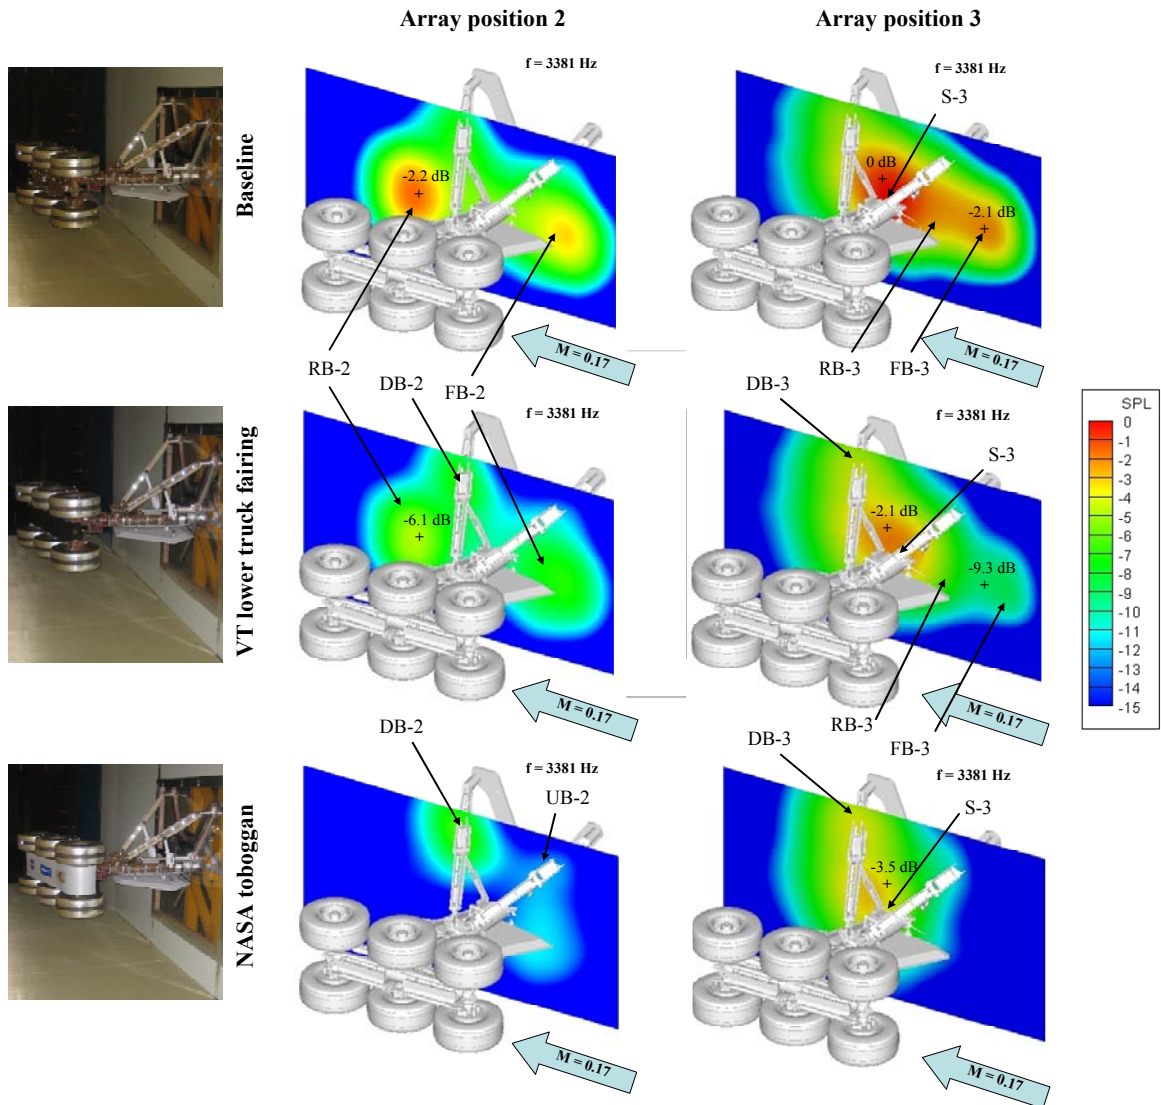 Array position 2
Array position 3
Baseline
f = 3381 Hz
-2.2 dB
+
+
M = 0.17
f = 3381 Hz
S-3
0 dB
+
-2.1 dB
+
M = 0.17
RB-2
DB-2
FB-2
RB-3
FB-3
DB-3
VT lower truck fairing
f = 3381 Hz
-6.1 dB
+
M = 0.17
f = 3381 Hz
S-3
-2.1 dB
+
-9.3 dB
+
M = 0.17
RB-3
FB-3
SPL
0
-1
-2
-3
-4
-5
-6
-7
-8
-9
-10
-11
-12
-13
-14
-15
NASA toboggan
DB-2
f = 3381 Hz
UB-2
M = 0.17
DB-3
f = 3381 Hz
S-3
-3.5 dB
+
M = 0.17